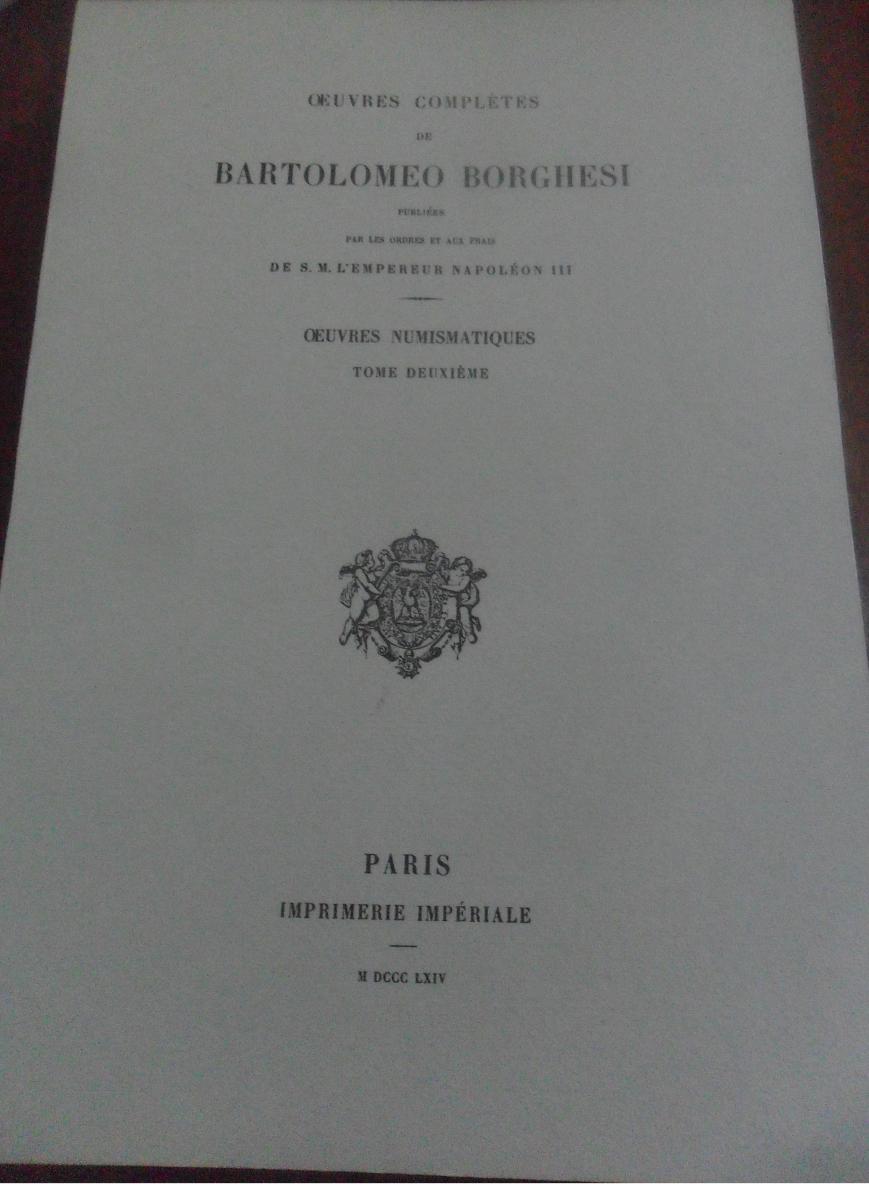 ŒUVRES COMPLÈTES
DE
BARTOLOMEO BORGHESI
PUBLIÉES
PAR LES ORDRES ET AUX FRAIS
DE S. M. L'EMPEREUR NAPOLÉON III
ŒUVRES NUMISMATIQUES
TOME DEUXIÈME
PARIS
IMPRIMERIE IMPÉRIALE
M DCCC LXIV